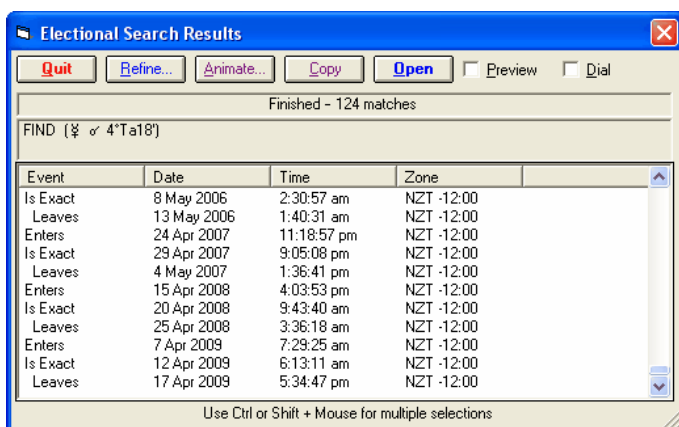 Electional Search Results
Quit Refine... Animate... Copy Open Preview Dial
Finished - 124 matches
FIND (☿ ☌ 4°Ta18')
Event Date Time Zone
Is Exact 8 May 2006 2:30:57 am NZT -12:00
Leaves 13 May 2006 1:40:31 am NZT -12:00
Enters 24 Apr 2007 11:18:57 pm NZT -12:00
Is Exact 29 Apr 2007 9:05:08 pm NZT -12:00
Leaves 4 May 2007 1:36:41 pm NZT -12:00
Enters 15 Apr 2008 4:03:53 pm NZT -12:00
Is Exact 20 Apr 2008 9:43:40 am NZT -12:00
Leaves 25 Apr 2008 3:36:18 am NZT -12:00
Enters 7 Apr 2009 7:29:25 am NZT -12:00
Is Exact 12 Apr 2009 6:13:11 am NZT -12:00
Leaves 17 Apr 2009 5:34:47 pm NZT -12:00
Use Ctrl or Shift + Mouse for multiple selections